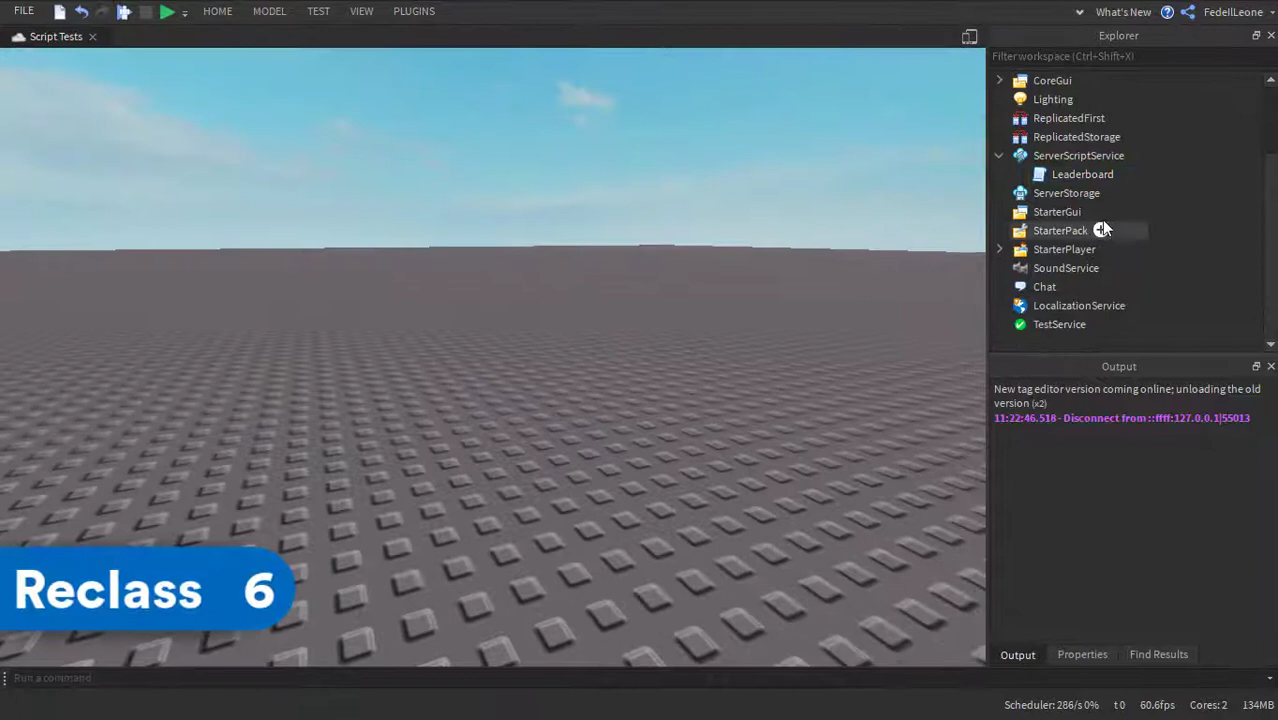 FILE HOME MODEL TEST VIEW PLUGINS What's New FedellLeone
Script Tests
Explorer
Filter workspace (Ctrl+Shift+X)
CoreGui
Lighting
ReplicatedFirst
ReplicatedStorage
ServerScriptService
Leaderboard
ServerStorage
StarterGui
StarterPack
StarterPlayer
SoundService
Chat
LocalizationService
TestService
Output
New tag editor version coming online; unloading the old
version (x2)
11:22:46.518 - Disconnect from ::ffff:127.0.0.1|55013
Reclass 6
Output Properties Find Results
Run a command
Scheduler: 286/s 0% t 0 60.6fps Cores: 2 134MB